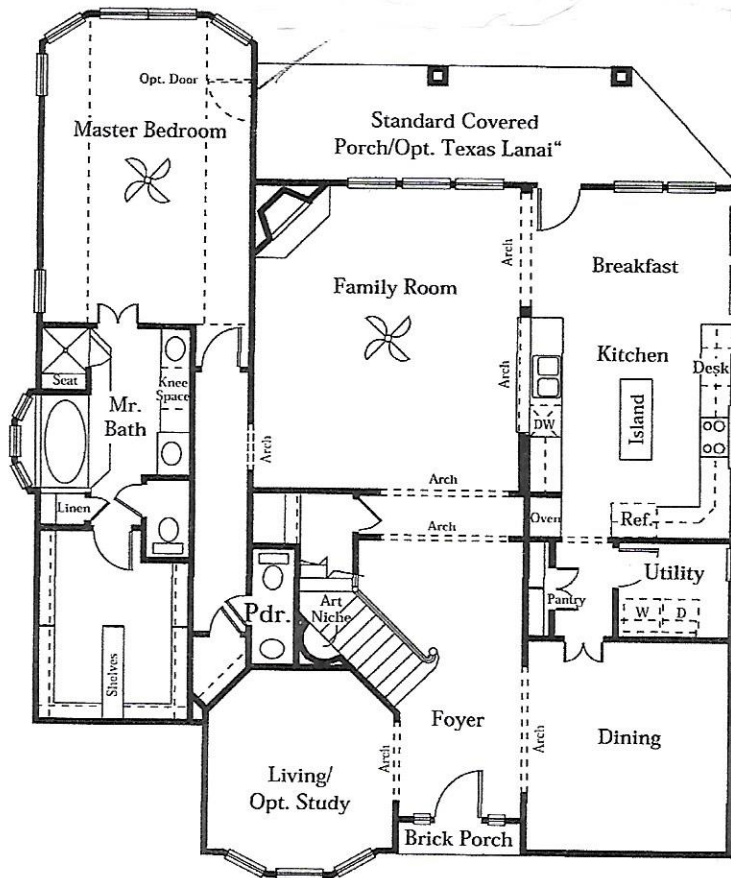 Opt. Door
Master Bedroom
Standard Covered
Porch/Opt. Texas Lanai“
Arch
Breakfast
Family Room
Kitchen
Arch
Desk
Seat
Knee
Space
Mr.
Bath
Island
DW
Arch
Arch
Linen
Arch
Oven
Ref.
Utility
Pdr.
Art
Niche
Pantry
W
D
Shelves
Foyer
Arch
Arch
Dining
Living/
Opt. Study
Brick Porch